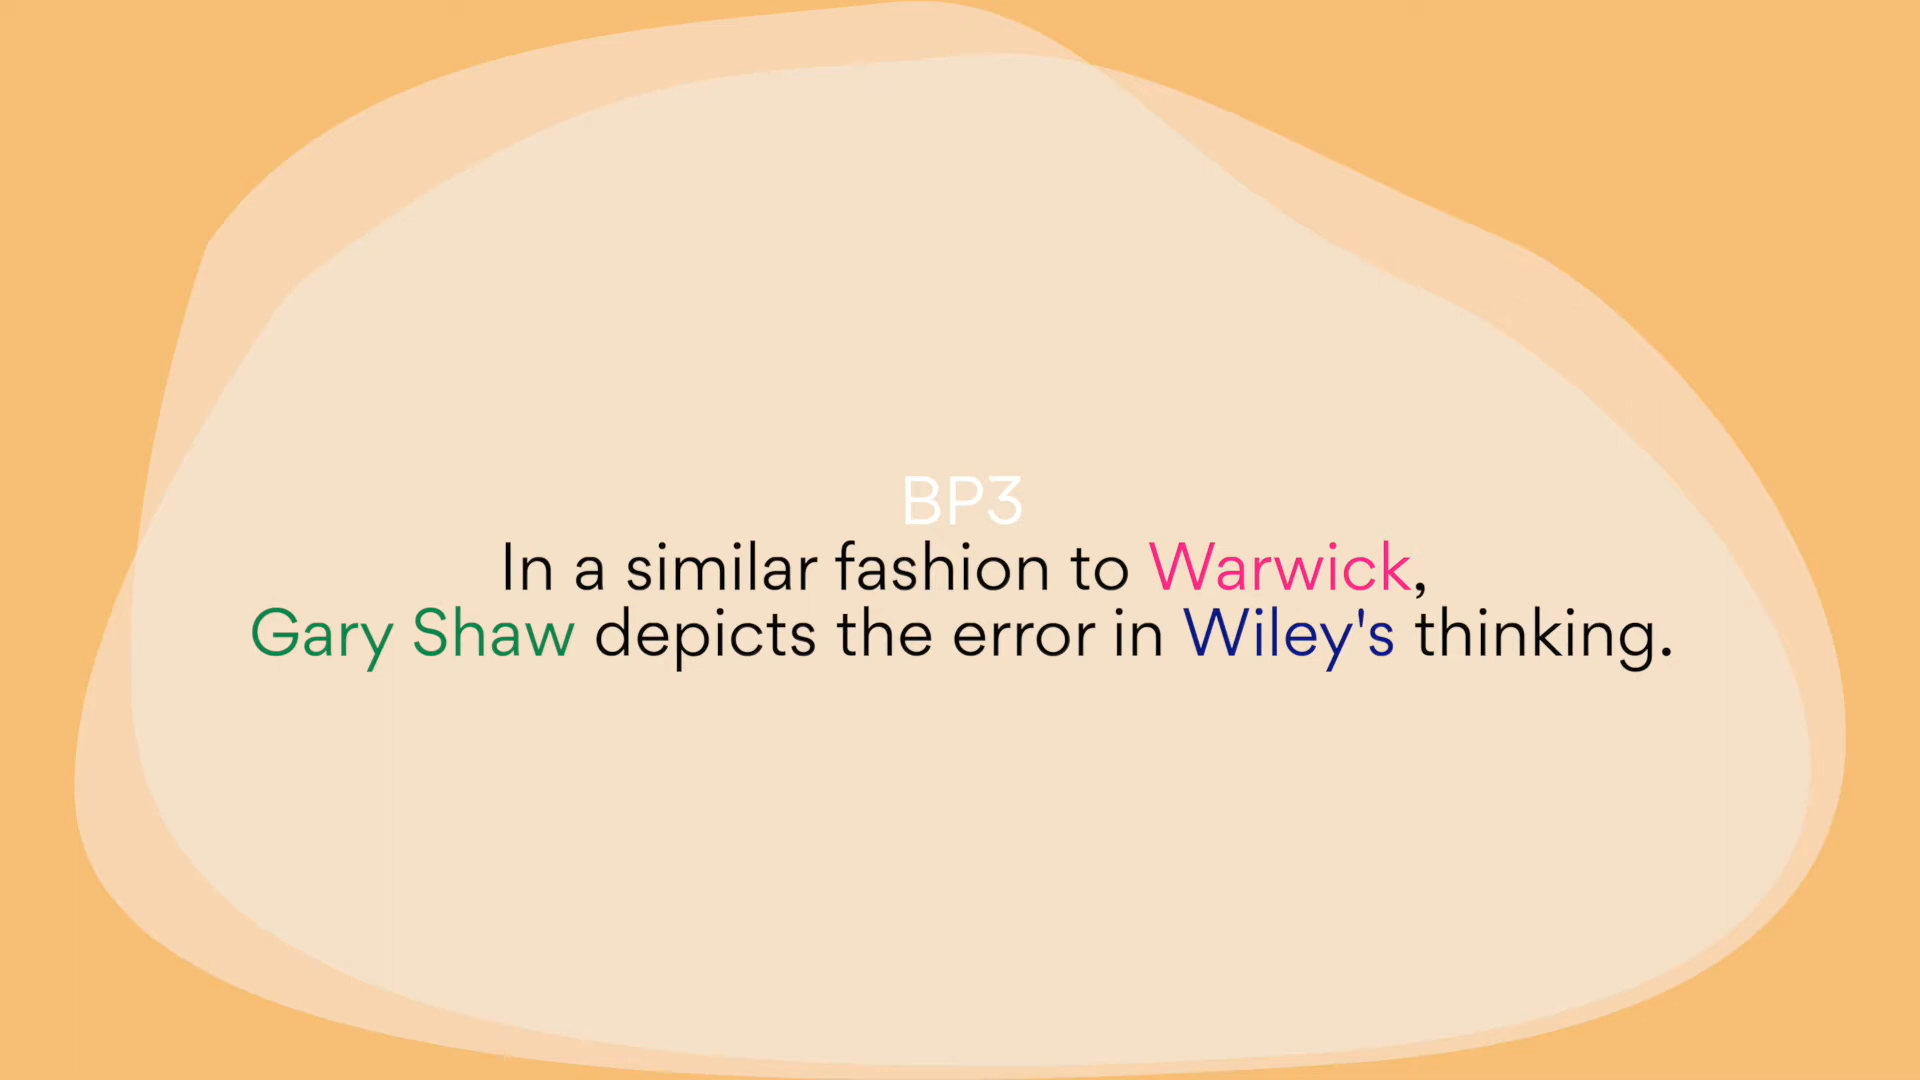 BP3
In a similar fashion to Warwick,
Gary Shaw depicts the error in Wiley's thinking.